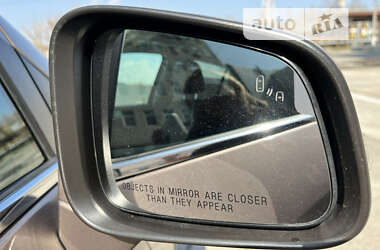 auto RIA
OBJECTS IN MIRROR ARE CLOSER
THAN THEY APPEAR